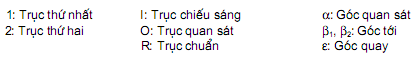 1: Trục thứ nhất I: Trục chiếu sáng α: Góc quan sát
2: Trục thứ hai O: Trục quan sát β1, β2: Góc tới
R: Trục chuẩn ε: Góc quay